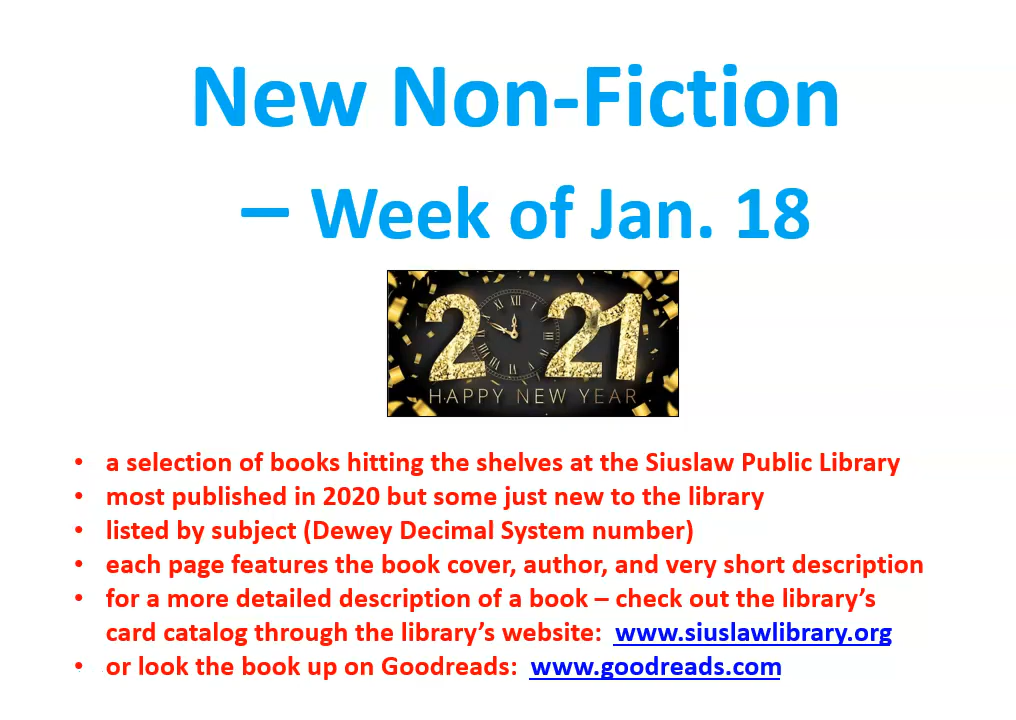 New Non-Fiction
– Week of Jan. 18
2021
HAPPY NEW YEAR
• a selection of books hitting the shelves at the Siuslaw Public Library
• most published in 2020 but some just new to the library
• listed by subject (Dewey Decimal System number)
• each page features the book cover, author, and very short description
• for a more detailed description of a book – check out the library’s
card catalog through the library’s website: www.siuslawlibrary.org
• or look the book up on Goodreads: www.goodreads.com